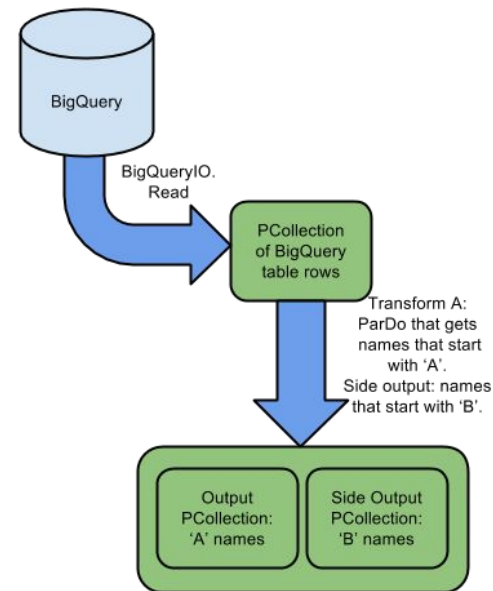 BigQuery
BigQueryIO.
Read
PCollection
of BigQuery
table rows
Transform A:
ParDo that gets
names that start
with ‘A’.
Side output: names
that start with ‘B’.
Output
PCollection:
‘A’ names
Side Output
PCollection:
‘B’ names